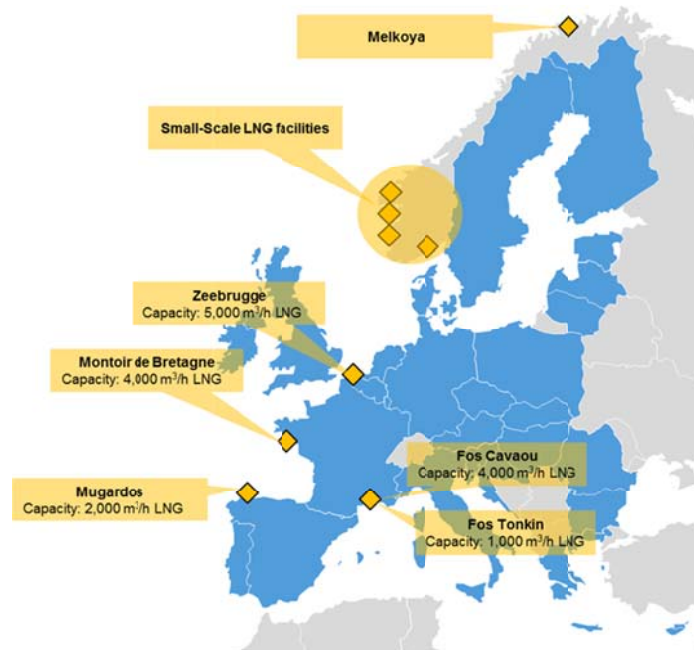 Melkoya
Small-Scale LNG facilities
Zeebrugge
Capacity: 5,000 m³/h LNG
Montoir de Bretagne
Capacity: 4,000 m³/h LNG
Fos Cavaou
Capacity: 4,000 m³/h LNG
Mugardos
Capacity: 2,000 m³/h LNG
Fos Tonkin
Capacity: 1,000 m³/h LNG